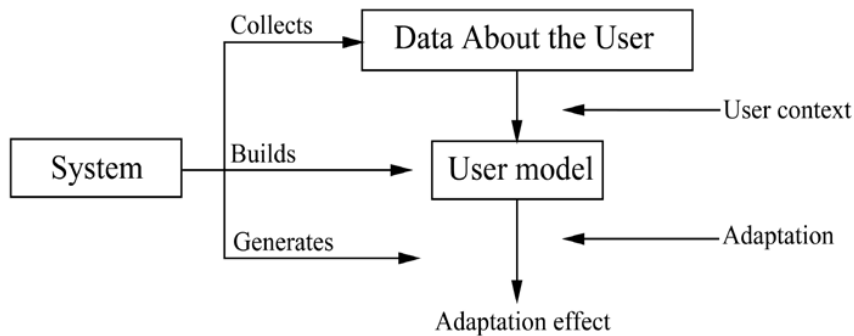 Collects
Data About the User
User context
System
Builds
User model
Generates
Adaptation
Adaptation effect